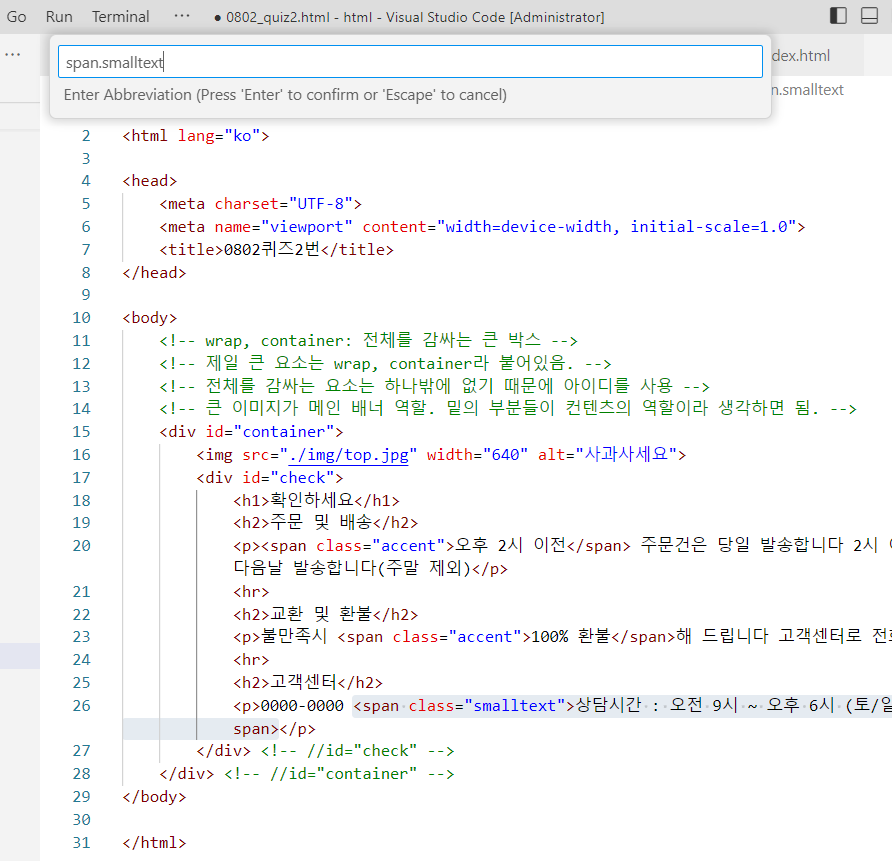 Go Run Terminal ··· ● 0802_quiz2.html - html - Visual Studio Code [Administrator]
···
span.smalltext
dex.html
Enter Abbreviation (Press 'Enter' to confirm or 'Escape' to cancel)
n.smalltext
2 <html lang="ko">
3
4 <head>
5 <meta charset="UTF-8">
6 <meta name="viewport" content="width=device-width, initial-scale=1.0">
7 <title>0802퀴즈2번</title>
8 </head>
9
10 <body>
11 <!-- wrap, container: 전체를 감싸는 큰 박스 -->
12 <!-- 제일 큰 요소는 wrap, container라 붙어있음. -->
13 <!-- 전체를 감싸는 요소는 하나밖에 없기 때문에 아이디를 사용 -->
14 <!-- 큰 이미지가 메인 배너 역할. 밑의 부분들이 컨텐츠의 역할이라 생각하면 됨. -->
15 <div id="container">
16 <img src="./img/top.jpg" width="640" alt="사과사세요">
17 <div id="check">
18 <h1>확인하세요</h1>
19 <h2>주문 및 배송</h2>
20 <p><span class="accent">오후 2시 이전</span> 주문건은 당일 발송합니다 2시
다음날 발송합니다(주말 제외)</p>
21 <hr>
22 <h2>교환 및 환불</h2>
23 <p>불만족시 <span class="accent">100% 환불</span>해 드립니다 고객센터로 전화
24 <hr>
25 <h2>고객센터</h2>
26 <p>0000-0000 <span·class="smalltext">상담시간·:·오전·9시·~·오후·6시·(토/일
span></p>
27 </div> <!-- //id="check" -->
28 </div> <!-- //id="container" -->
29 </body>
30
31 </html>